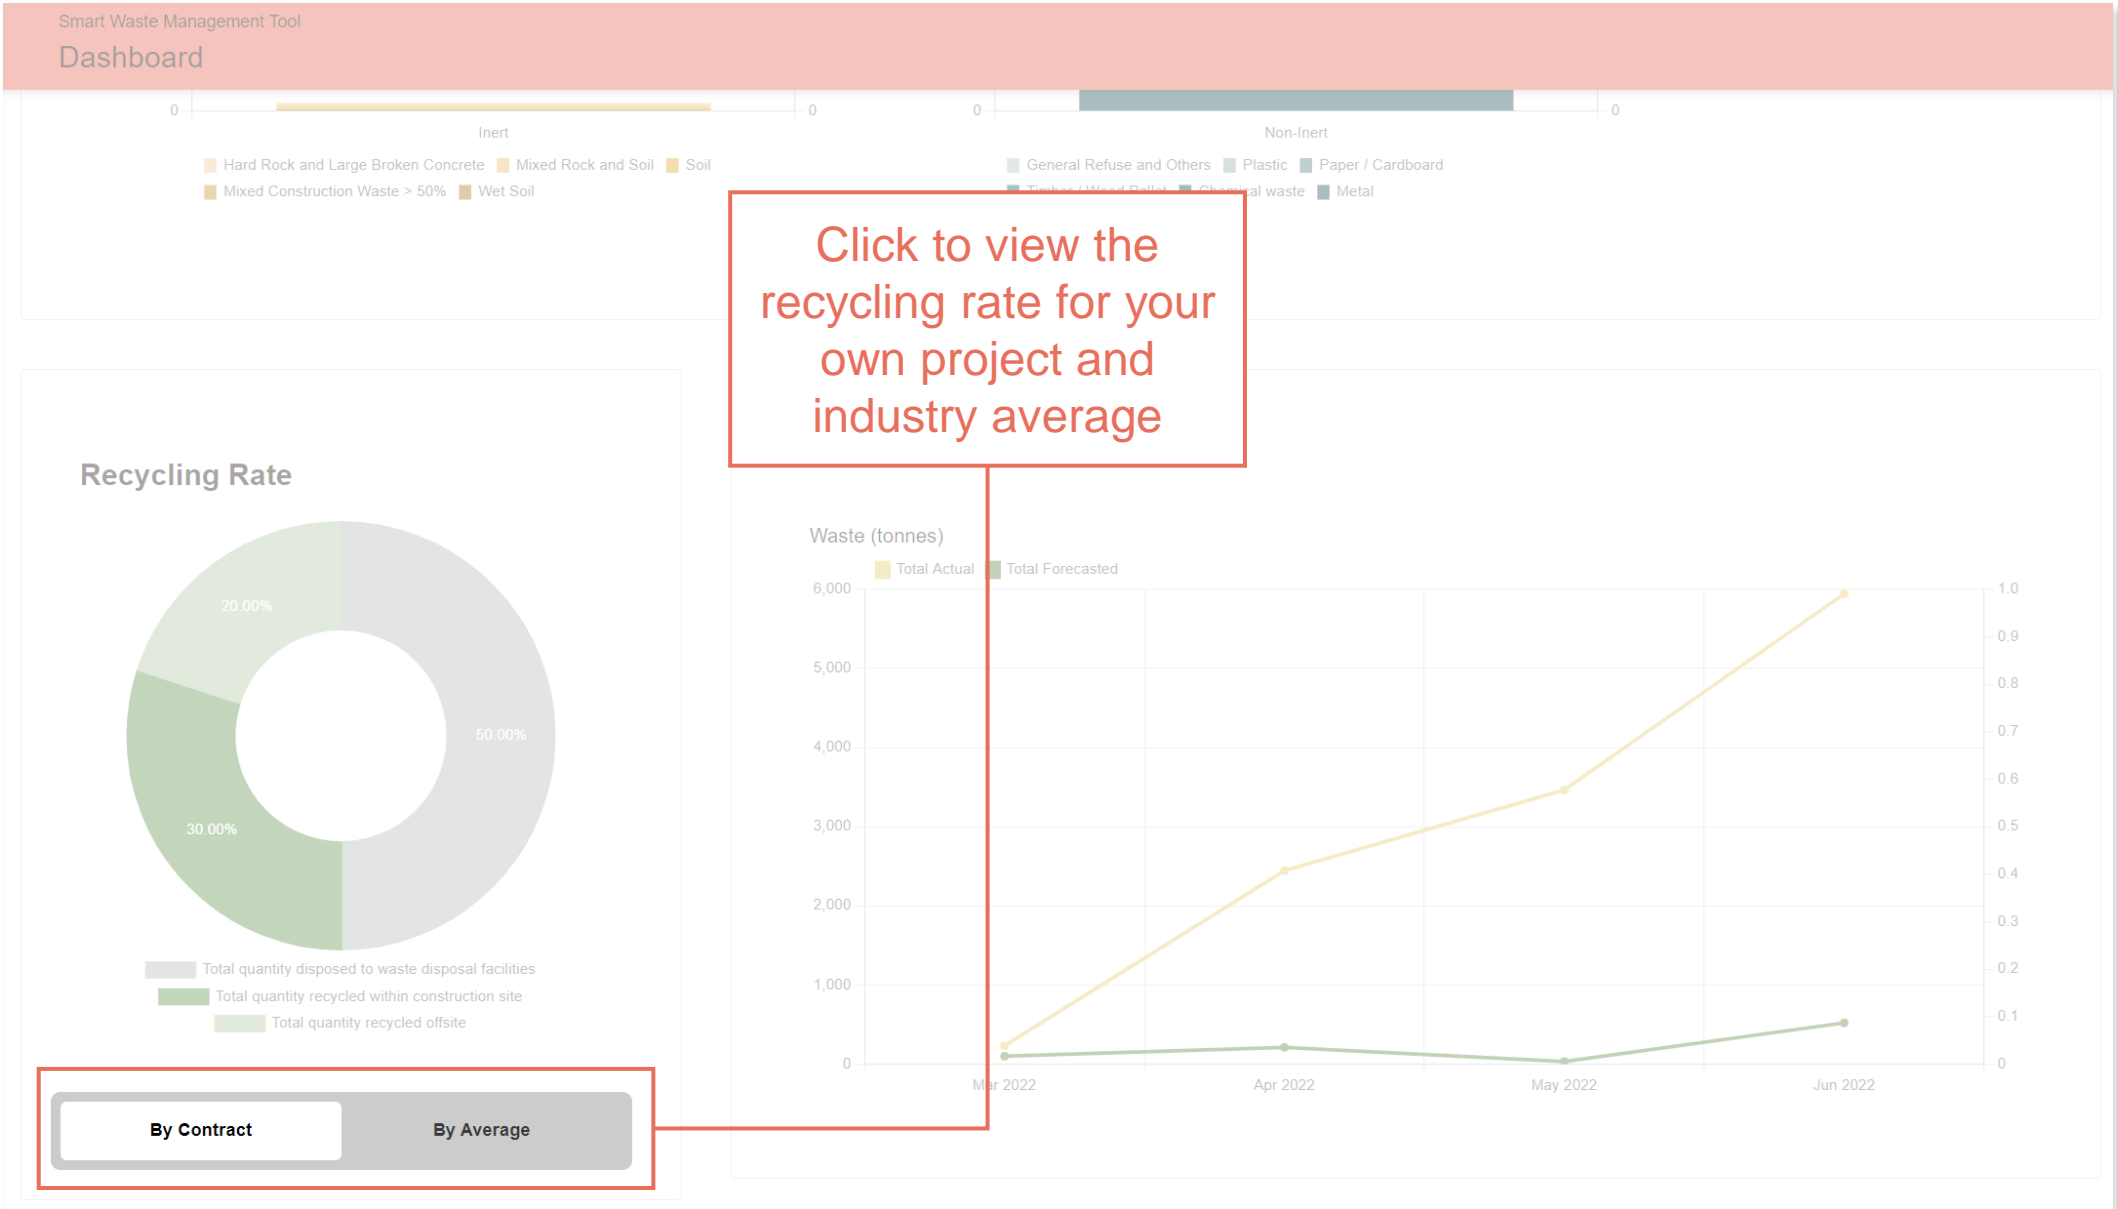 Smart Waste Management Tool
Dashboard
0 0 0 0
Inert Non-Inert
Hard Rock and Large Broken Concrete Mixed Rock and Soil Soil
Mixed Construction Waste > 50% Wet Soil
General Refuse and Others Plastic Paper / Cardboard
Timber / Wood Pallet Chemical waste Metal
Click to view the
recycling rate for your
own project and
industry average
Recycling Rate
20.00%
50.00%
30.00%
Total quantity disposed to waste disposal facilities
Total quantity recycled within construction site
Total quantity recycled offsite
By Contract By Average
Waste (tonnes)
Total Actual Total Forecasted
6,000
5,000
4,000
3,000
2,000
1,000
0
1.0
0.9
0.8
0.7
0.6
0.5
0.4
0.3
0.2
0.1
0
Mar 2022 Apr 2022 May 2022 Jun 2022